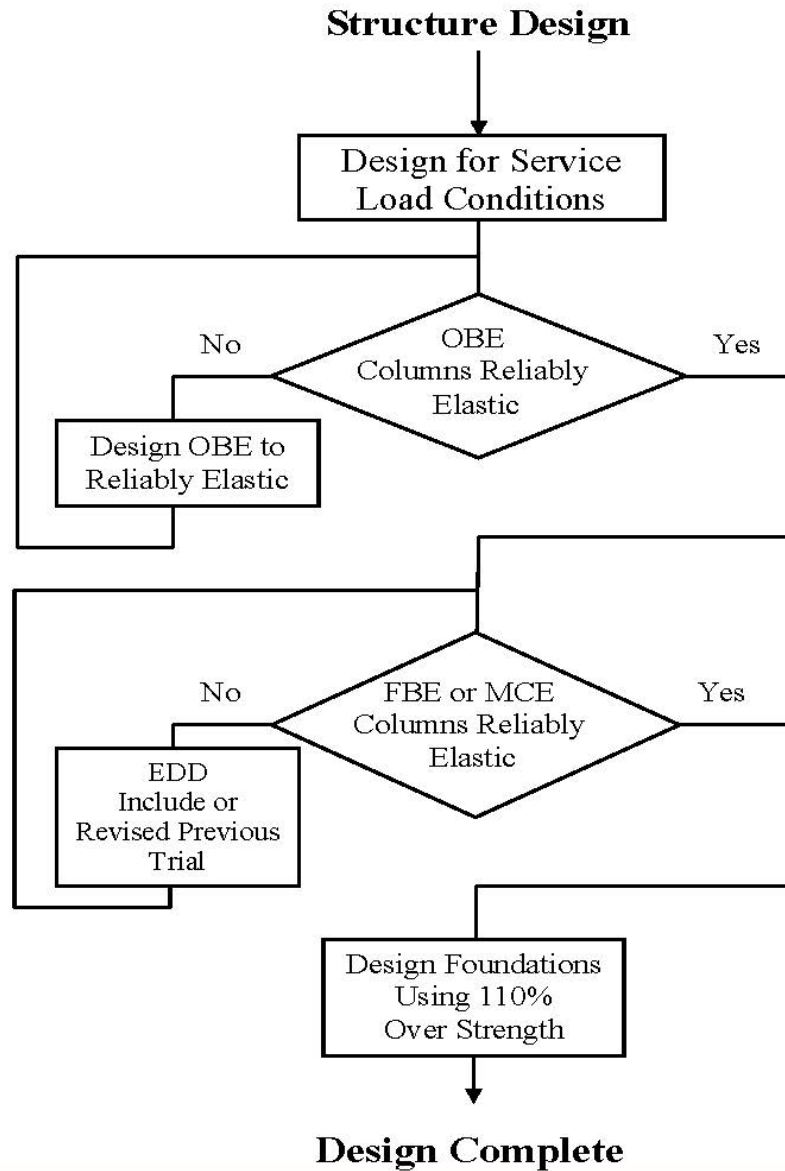 Structure Design
Design for Service
Load Conditions
No
OBE
Columns Reliably
Elastic
Yes
Design OBE to
Reliably Elastic
No
FBE or MCE
Columns Reliably
Elastic
Yes
EDD
Include or
Revised Previous
Trial
Design Foundations
Using 110%
Over Strength
Design Complete